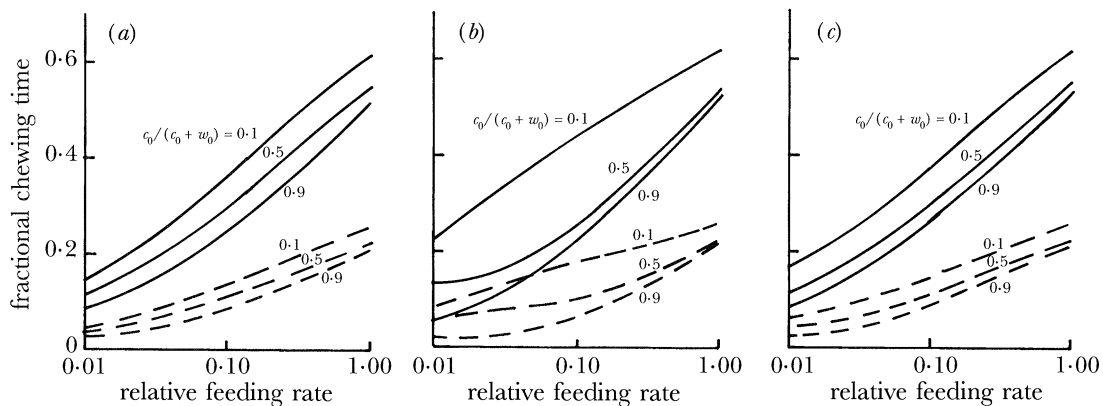 (a)
(b)
(c)
fractional chewing time
0·6
0·4
0·2
0
c₀/(c₀ + w₀) = 0·1
0·5
0·9
0·1
0·5
0·9
0·01
0·10
1·00
relative feeding rate
c₀/(c₀ + w₀) = 0·1
0·5
0·9
0·1
0·5
0·9
0·01
0·10
1·00
relative feeding rate
c₀/(c₀ + w₀) = 0·1
0·5
0·9
0·1
0·5
0·9
0·01
0·10
1·00
relative feeding rate